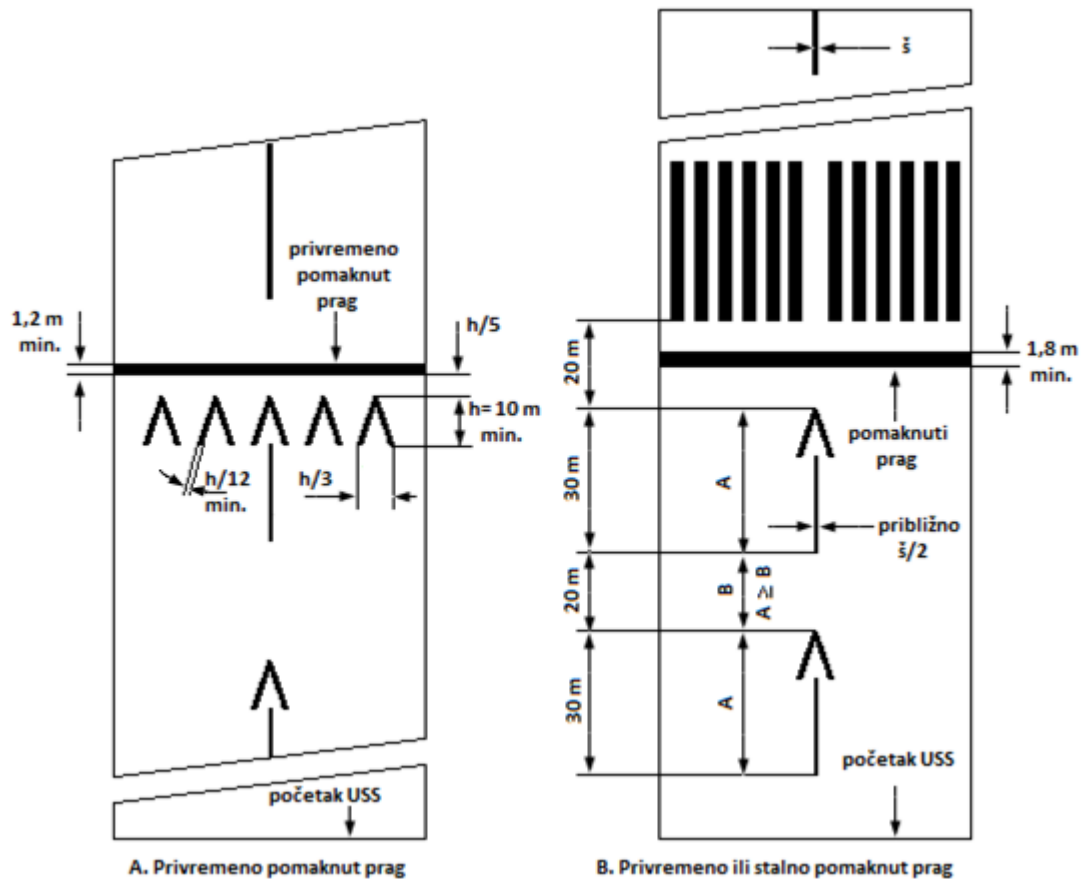 privremeno
pomaknut
prag
1,2 m
min.
h/5
h= 10 m
min.
h/12
min.
h/3
početak USS
A. Privremeno pomaknut prag
š
20 m
1,8 m
min.
pomaknuti
prag
30 m
A
približno
š/2
20 m
B
A ≥ B
30 m
A
početak USS
B. Privremeno ili stalno pomaknut prag